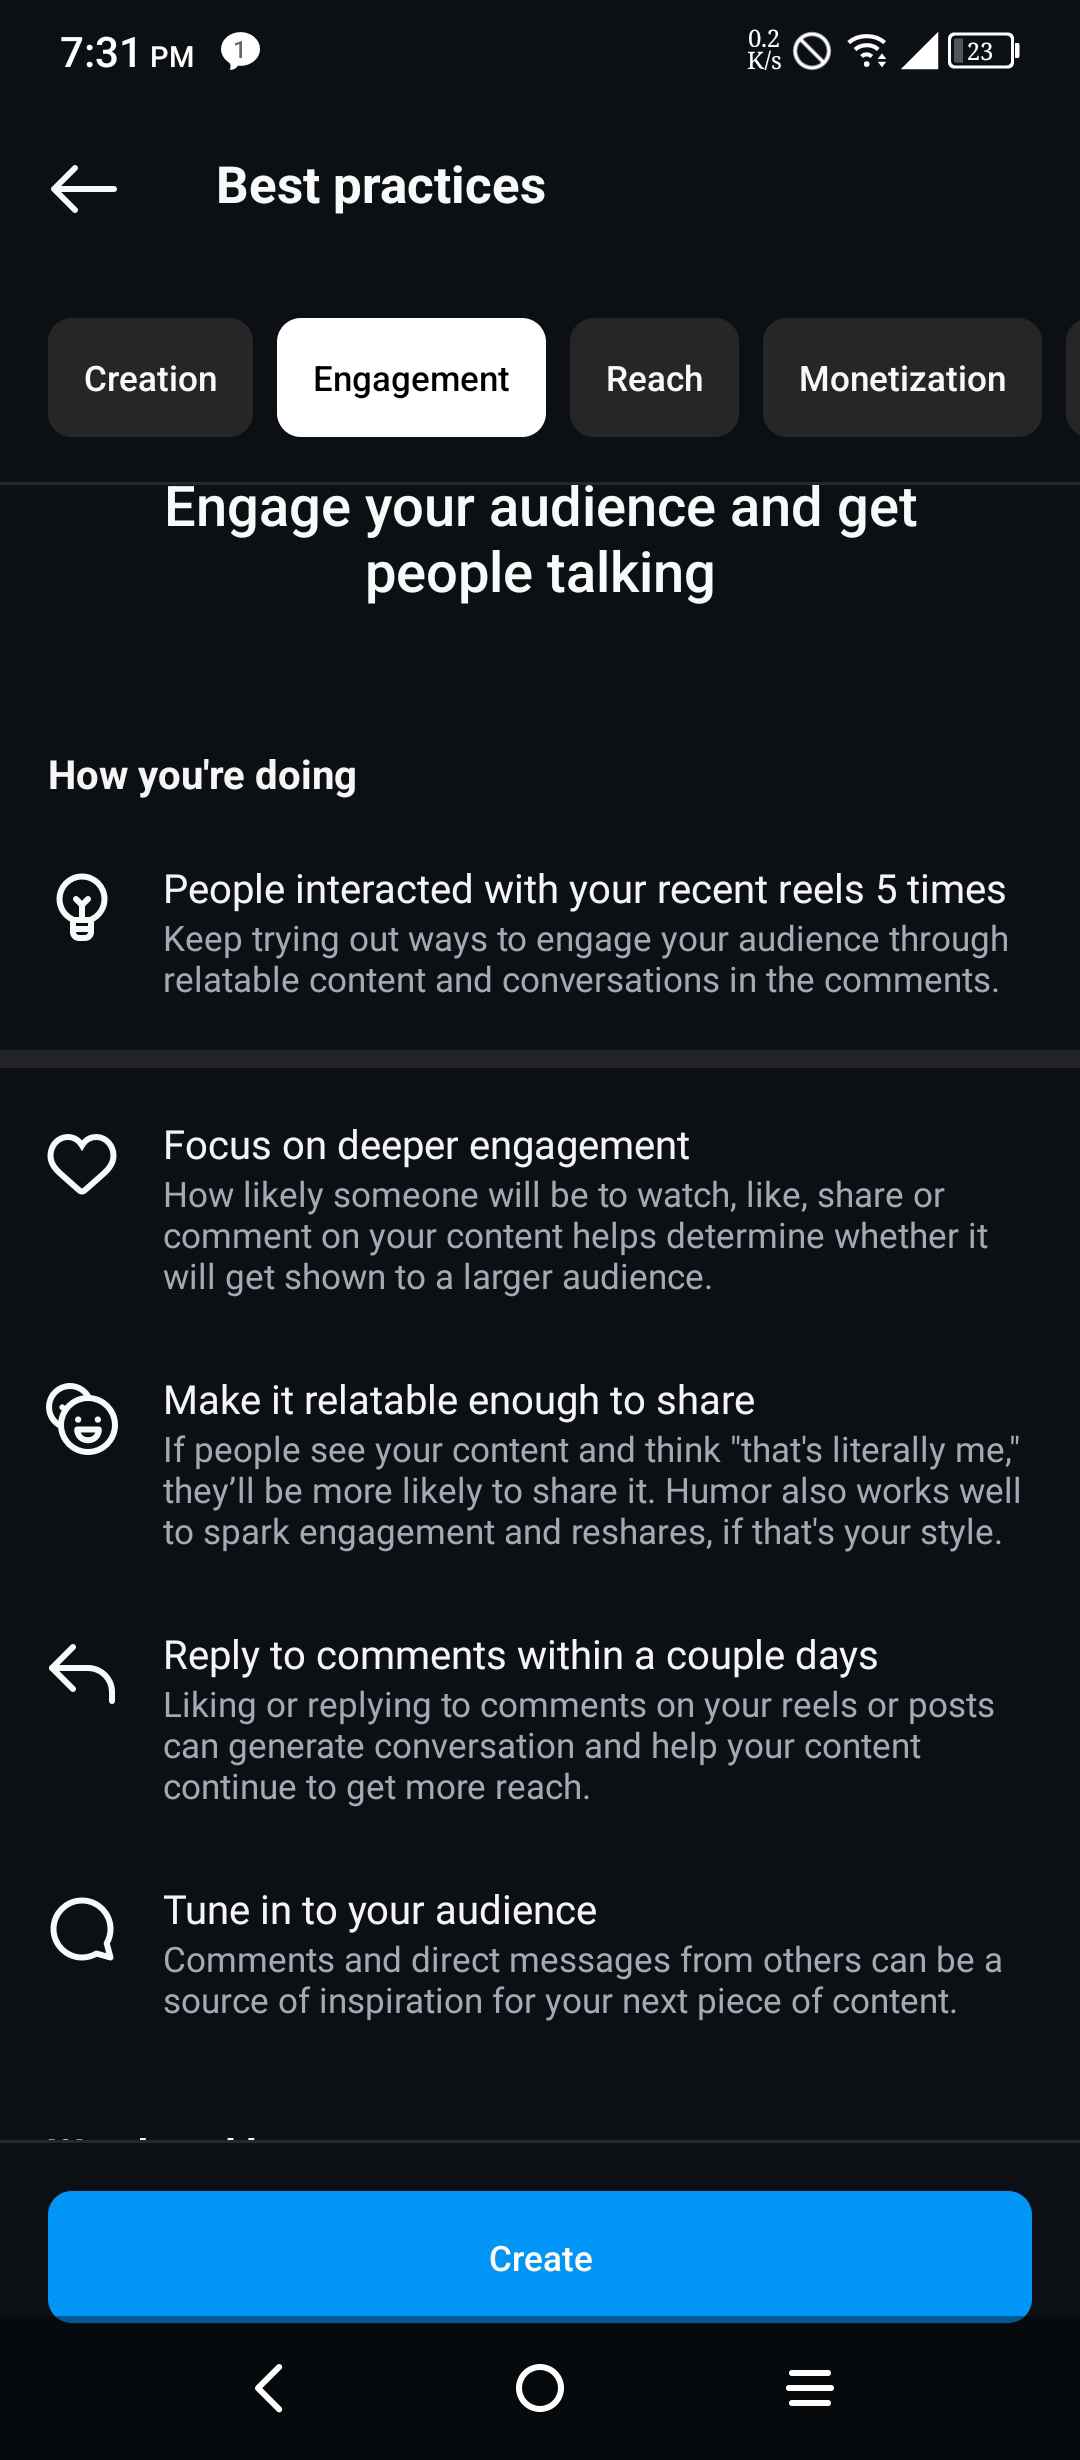 7:31 PM 1 0.2 K/s 23
Best practices
Creation Engagement Reach Monetization
Engage your audience and get
people talking
How you're doing
People interacted with your recent reels 5 times
Keep trying out ways to engage your audience through
relatable content and conversations in the comments.
Focus on deeper engagement
How likely someone will be to watch, like, share or
comment on your content helps determine whether it
will get shown to a larger audience.
Make it relatable enough to share
If people see your content and think "that's literally me,"
they’ll be more likely to share it. Humor also works well
to spark engagement and reshares, if that's your style.
Reply to comments within a couple days
Liking or replying to comments on your reels or posts
can generate conversation and help your content
continue to get more reach.
Tune in to your audience
Comments and direct messages from others can be a
source of inspiration for your next piece of content.
Create